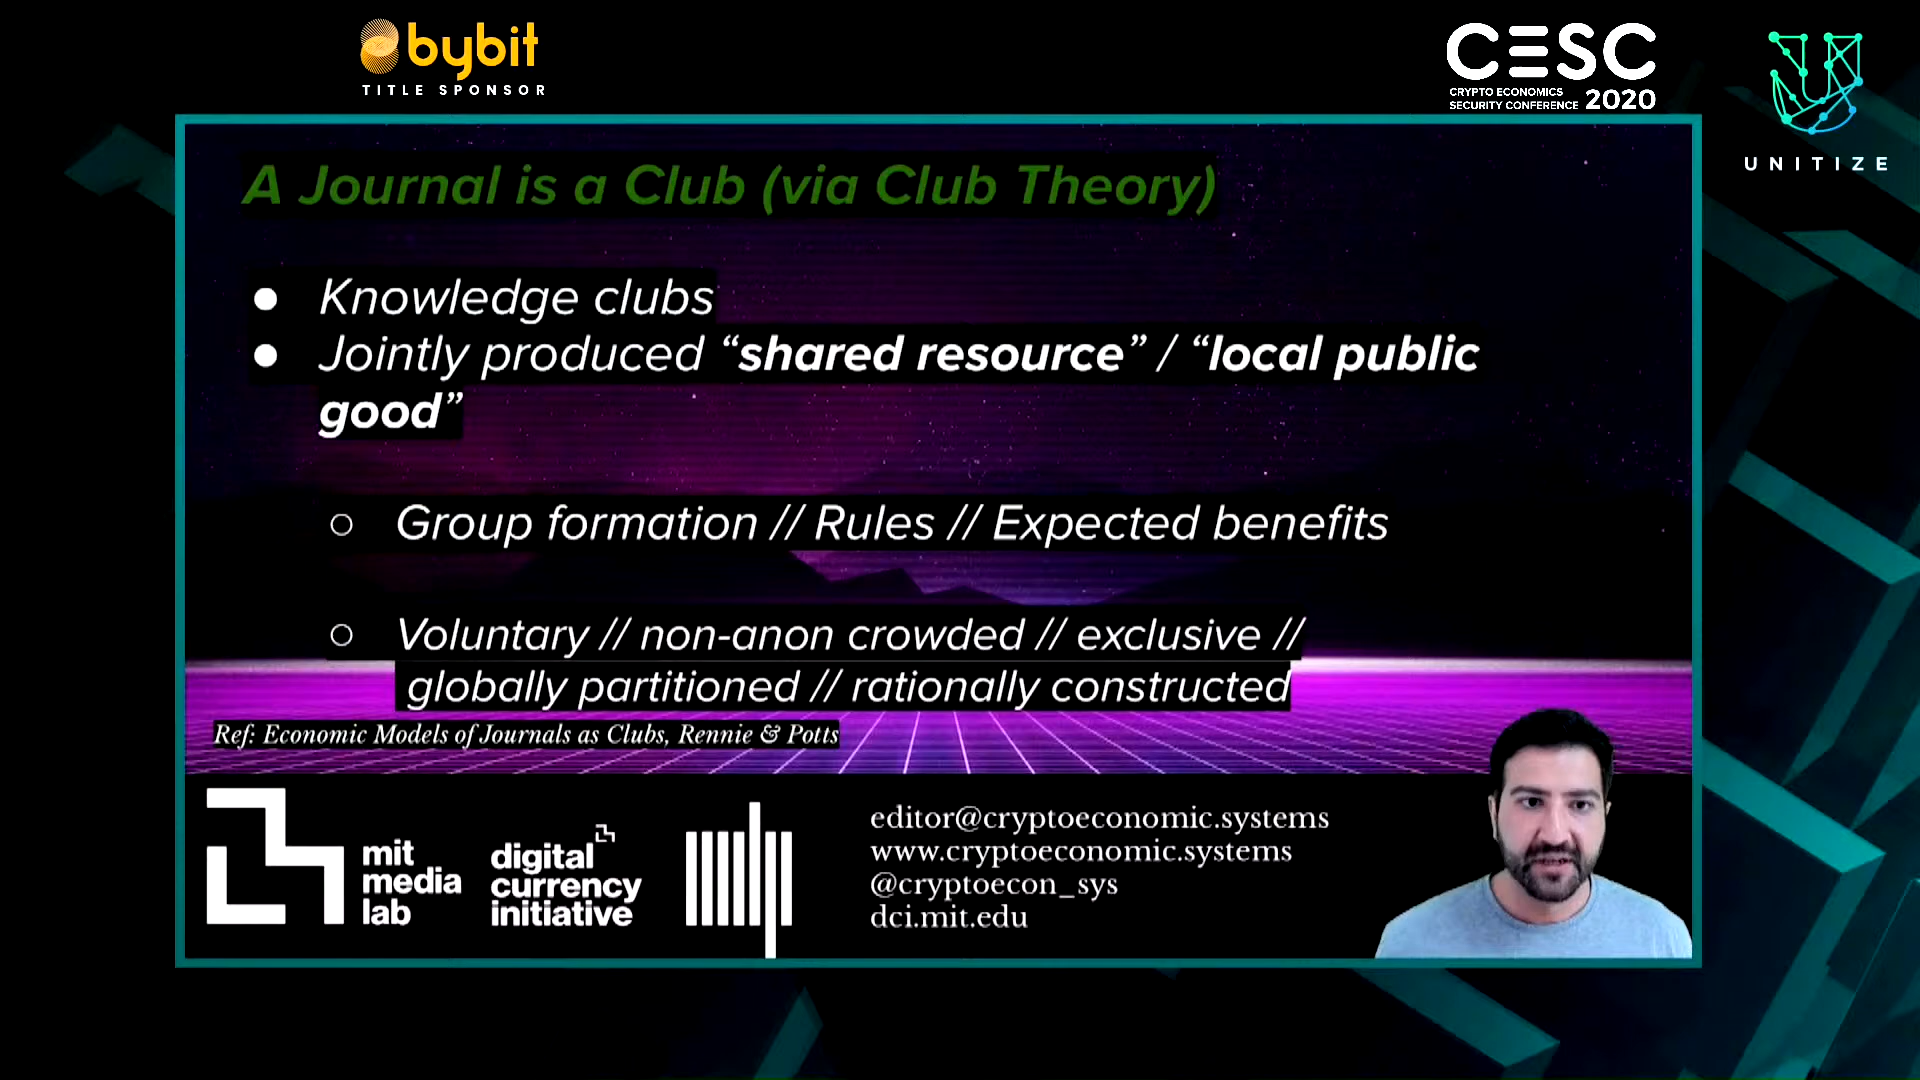 bybit
TITLE SPONSOR
CESC
CRYPTO ECONOMICS
SECURITY CONFERENCE 2020
UNITIZE
A Journal is a Club (via Club Theory)
● Knowledge clubs
● Jointly produced “shared resource” / “local public
good”
○ Group formation // Rules // Expected benefits
○ Voluntary // non-anon crowded // exclusive //
globally partitioned // rationally constructed
Ref: Economic Models of Journals as Clubs, Rennie & Potts
mit
media
lab
digital
currency
initiative
editor@cryptoeconomic.systems
www.cryptoeconomic.systems
@cryptoecon_sys
dci.mit.edu